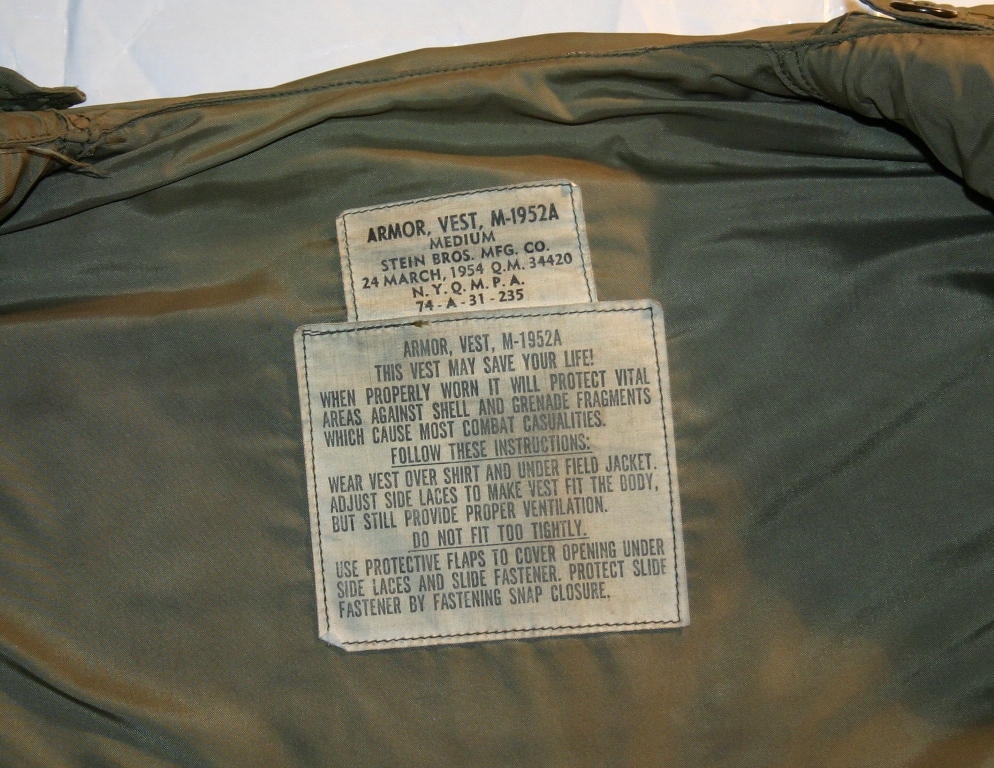 ARMOR, VEST, M-1952A
MEDIUM
STEIN BROS. MFG. CO.
24 MARCH, 1954 Q.M. 34420
N.Y.Q.M.P.A.
74-A-31-235
ARMOR, VEST, M-1952A
THIS VEST MAY SAVE YOUR LIFE!
WHEN PROPERLY WORN IT WILL PROTECT VITAL
AREAS AGAINST SHELL AND GRENADE FRAGMENTS
WHICH CAUSE MOST COMBAT CASUALITIES.
FOLLOW THESE INSTRUCTIONS:
WEAR VEST OVER SHIRT AND UNDER FIELD JACKET.
ADJUST SIDE LACES TO MAKE VEST FIT THE BODY,
BUT STILL PROVIDE PROPER VENTILATION.
DO NOT FIT TOO TIGHTLY.
USE PROTECTIVE FLAPS TO COVER OPENING UNDER
SIDE LACES AND SLIDE FASTENER. PROTECT SLIDE
FASTENER BY FASTENING SNAP CLOSURE.